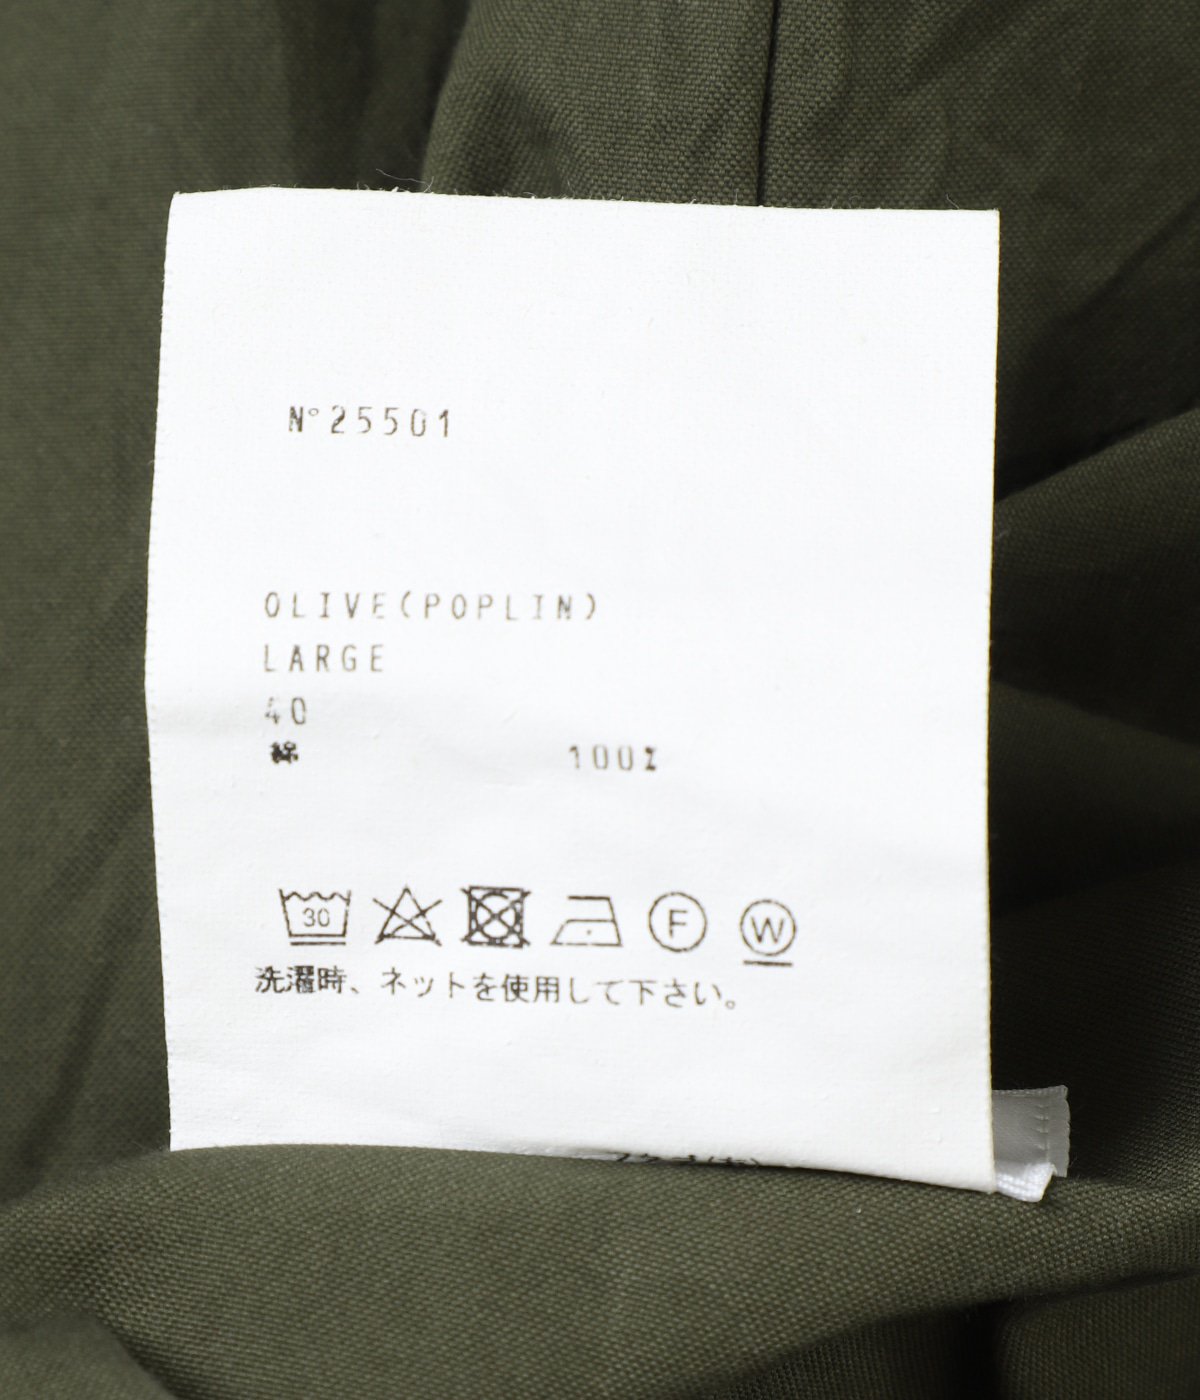 N°25501
OLIVE(POPLIN)
LARGE
40
綿 100%
30 F W
洗濯時、ネットを使用して下さい。